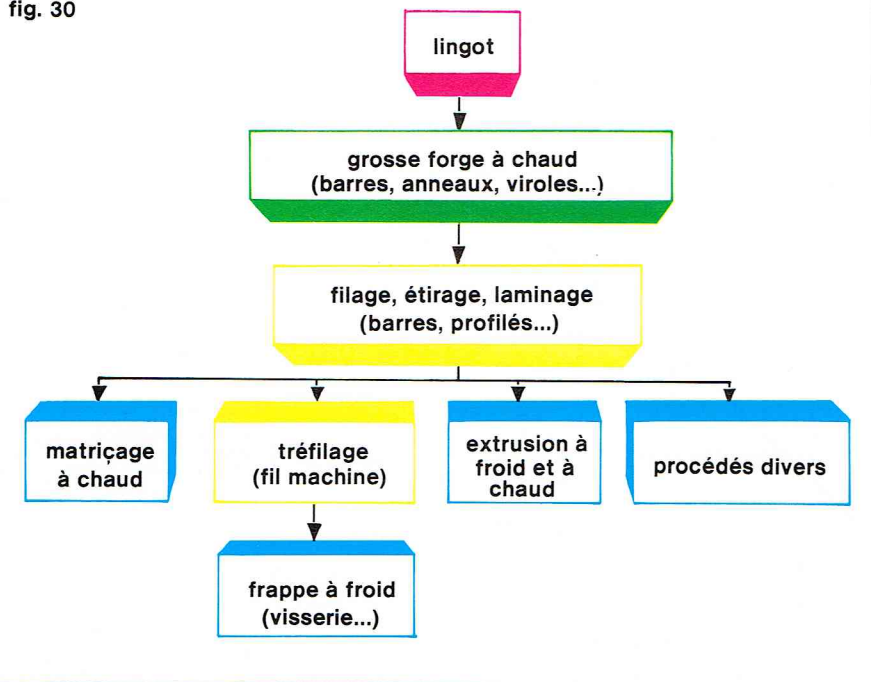 fig. 30
lingot
grosse forge à chaud
(barres, anneaux, viroles...)
filage, étirage, laminage
(barres, profilés...)
matriçage
à chaud
tréfilage
(fil machine)
extrusion à
froid et à
chaud
procédés divers
frappe à froid
(visserie...)